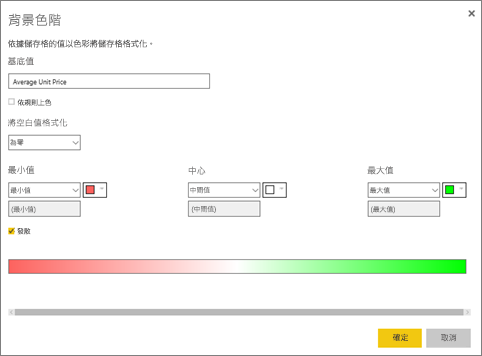 背景色階
依據儲存格的值以色彩將儲存格格式化。
基底值
Average Unit Price
依規則上色
將空白值格式化
為零
最小值 中心 最大值
最小值 中間值 最大值
(最小值) (中間值) (最大值)
發散
確定 取消